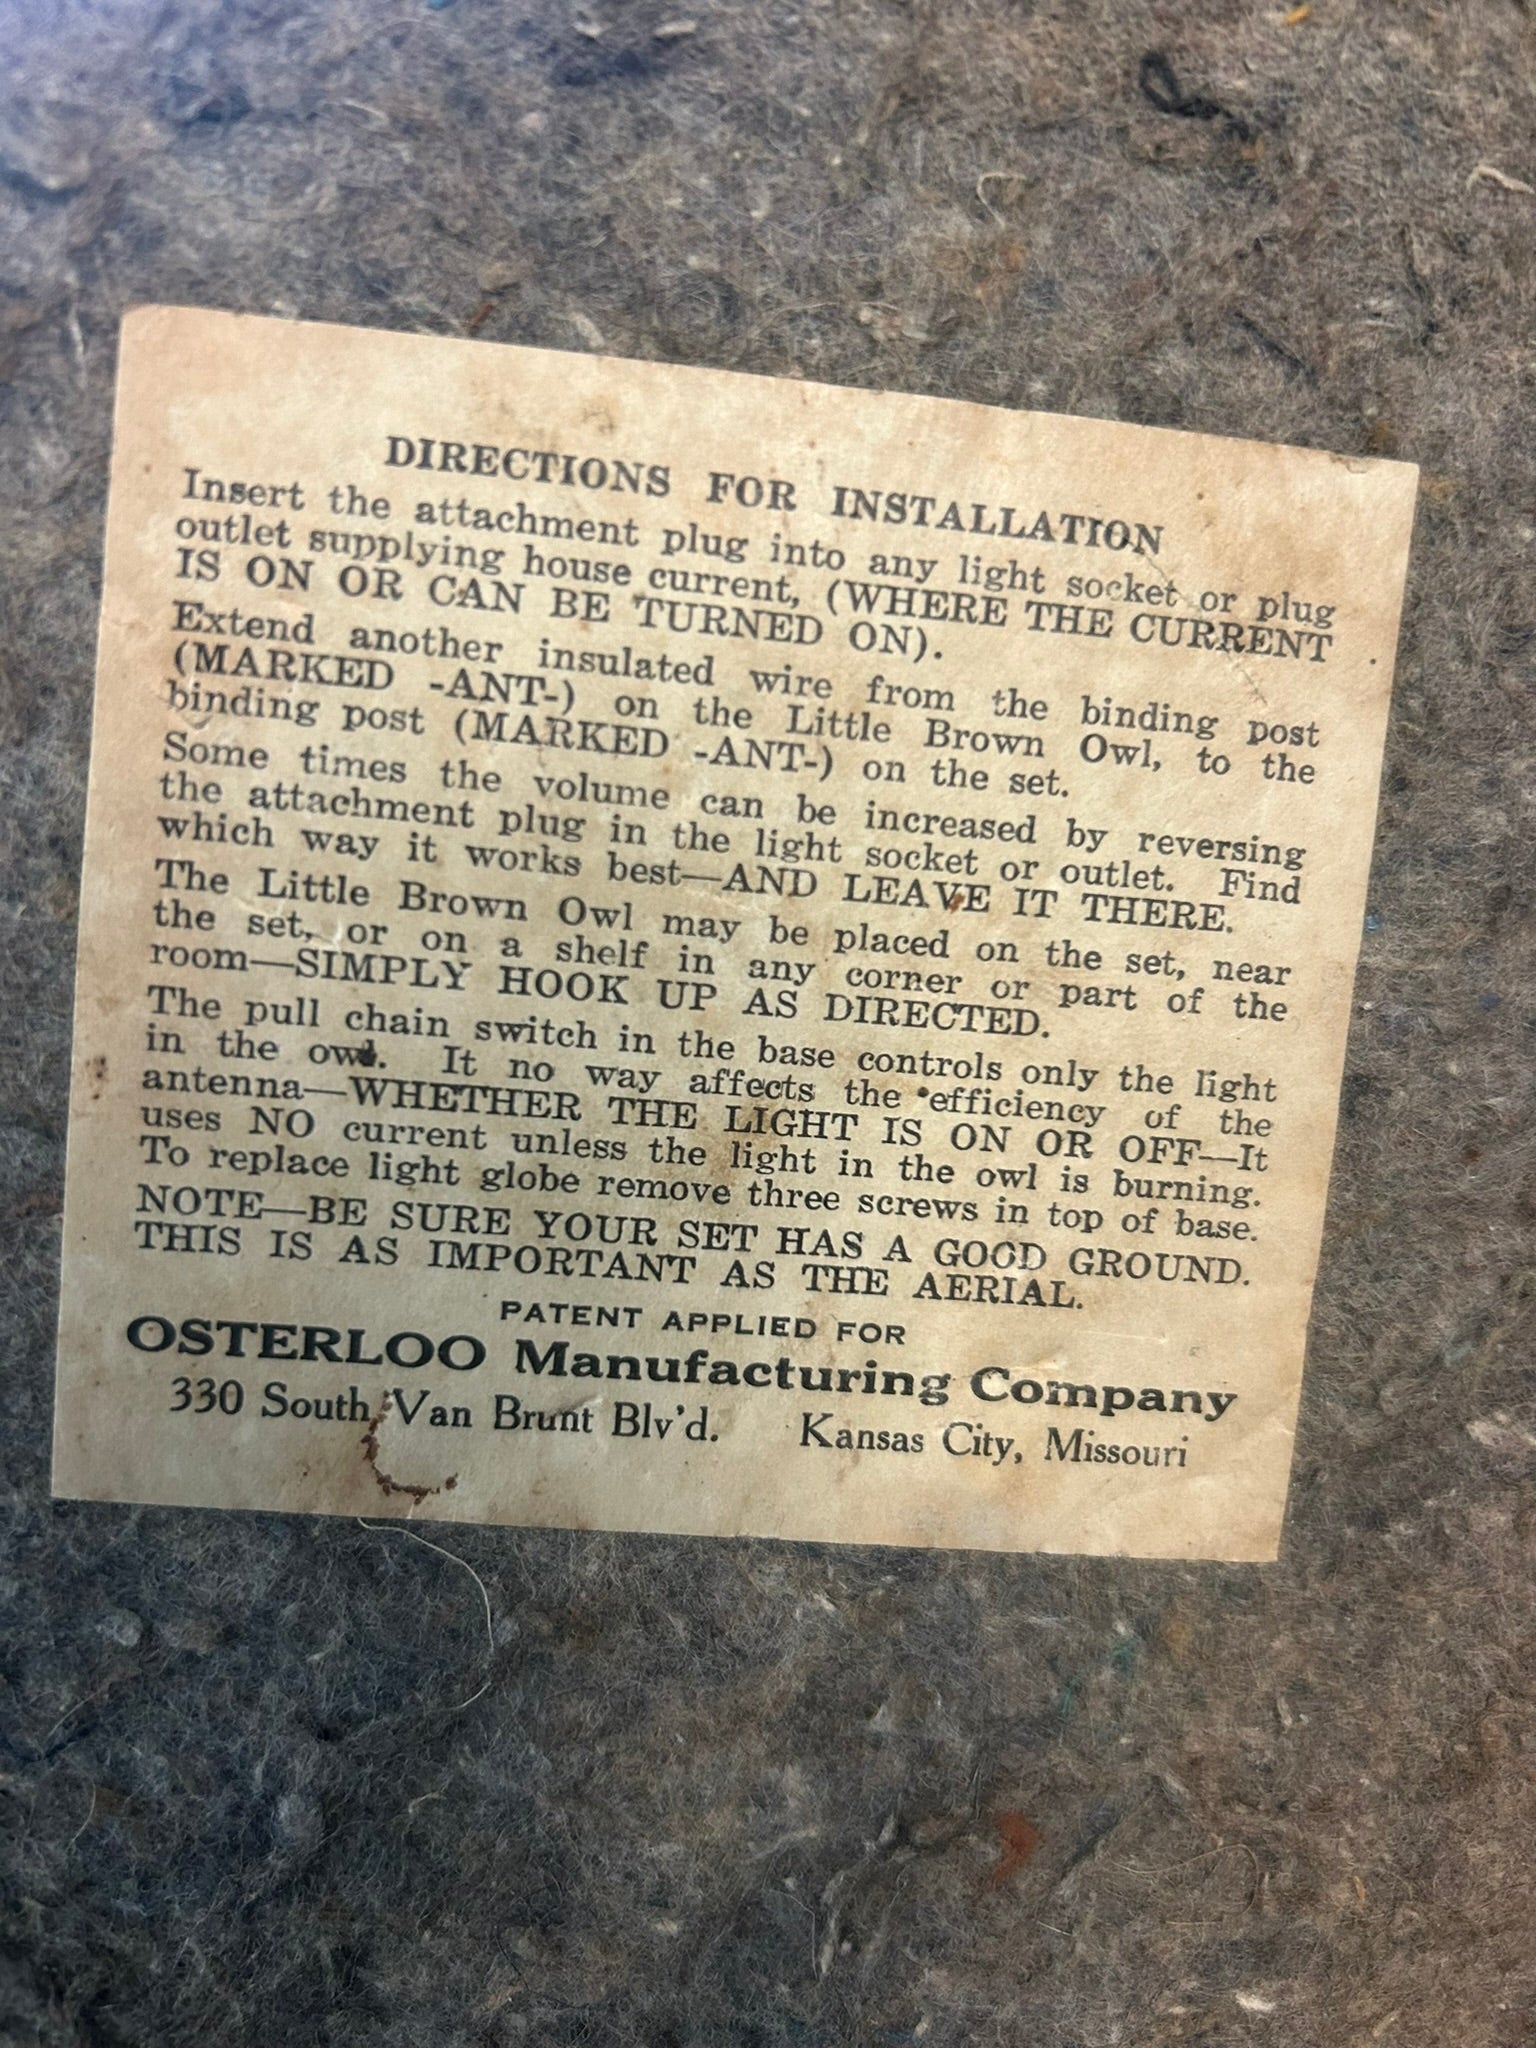 DIRECTIONS FOR INSTALLATION
Insert the attachment plug into any light socket or plug
outlet supplying house current, (WHERE THE CURRENT
IS ON OR CAN BE TURNED ON).
Extend another insulated wire from the binding post
(MARKED -ANT-) on the Little Brown Owl, to the
binding post (MARKED -ANT-) on the set.
Some times the volume can be increased by reversing
the attachment plug in the light socket or outlet. Find
which way it works best—AND LEAVE IT THERE.
The Little Brown Owl may be placed on the set, near
the set, or on a shelf in any corner or part of the
room—SIMPLY HOOK UP AS DIRECTED.
The pull chain switch in the base controls only the light
in the owl. It no way affects the efficiency of the
antenna—WHETHER THE LIGHT IS ON OR OFF—It
uses NO current unless the light in the owl is burning.
To replace light globe remove three screws in top of base.
NOTE—BE SURE YOUR SET HAS A GOOD GROUND.
THIS IS AS IMPORTANT AS THE AERIAL.
PATENT APPLIED FOR
OSTERLOO Manufacturing Company
330 South Van Brunt Blv'd. Kansas City, Missouri